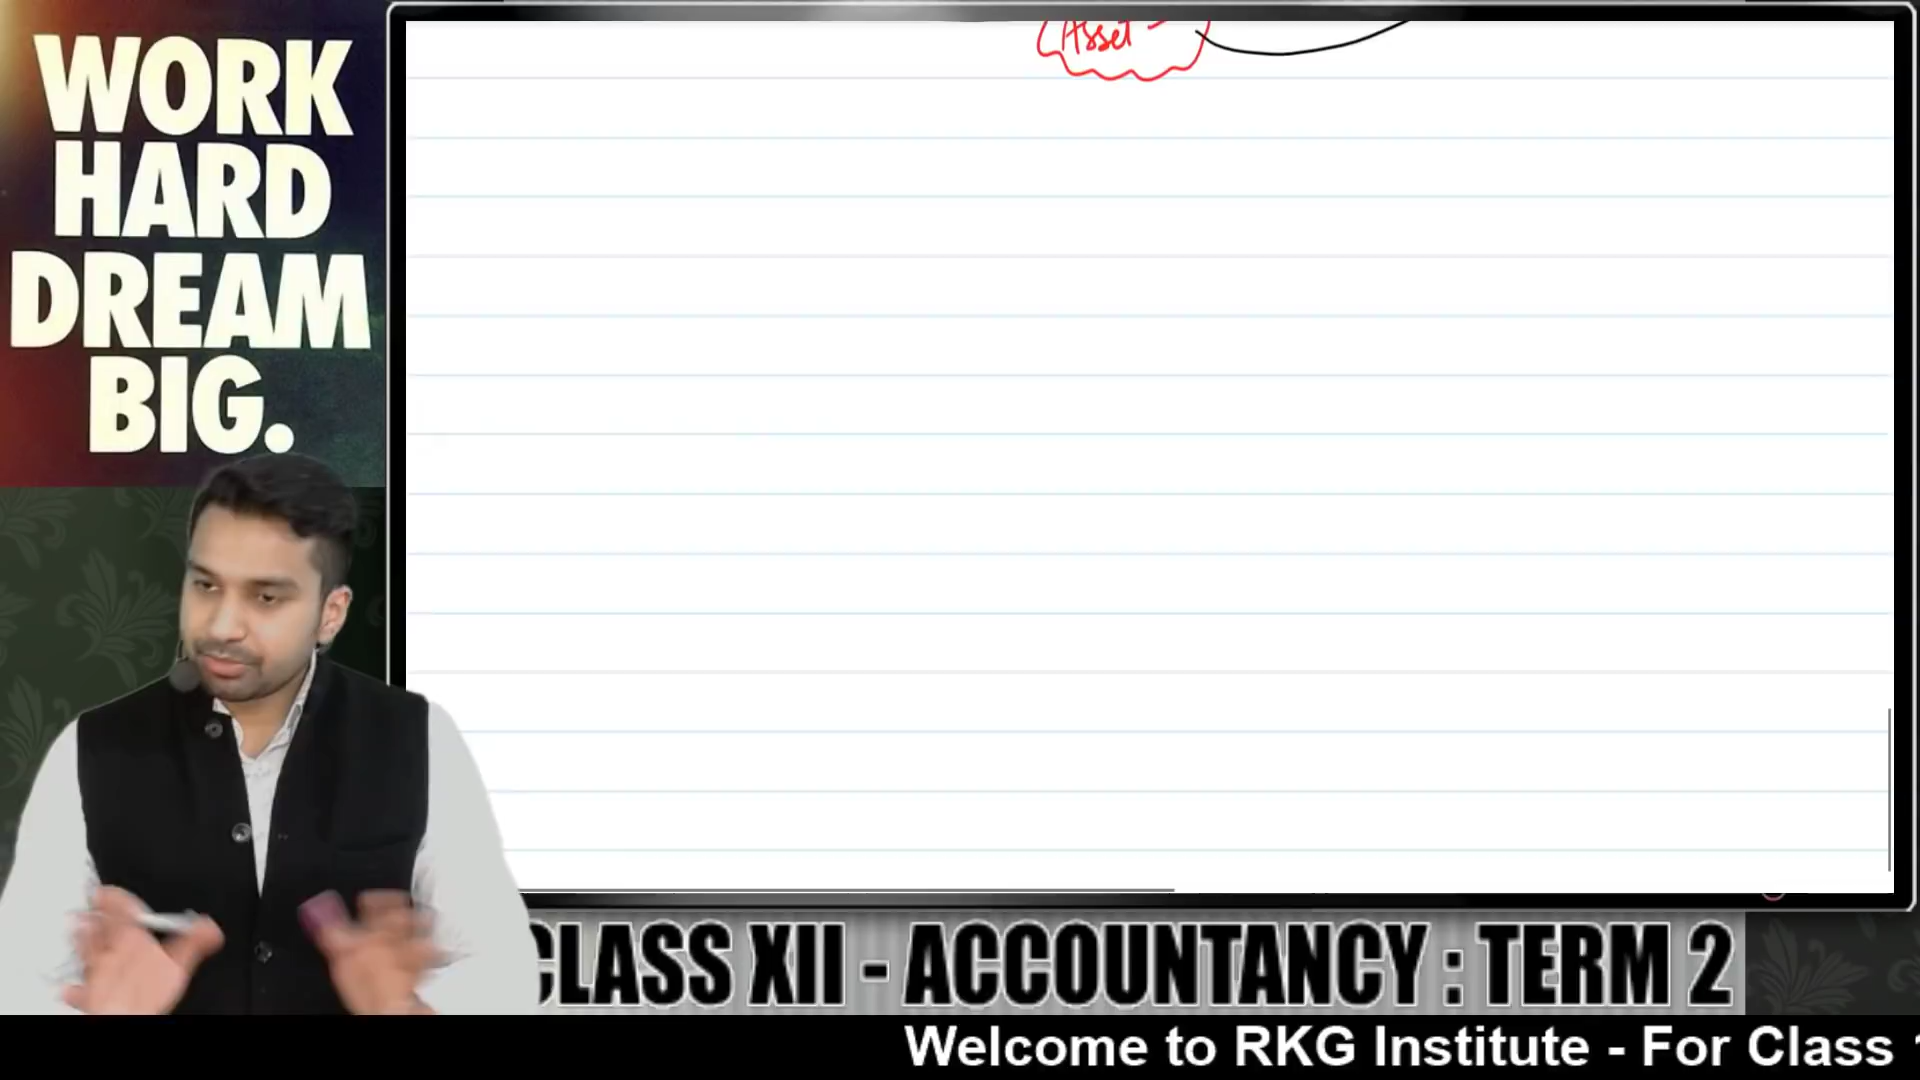 WORK
HARD
DREAM
BIG.
Asset -
CLASS XII - ACCOUNTANCY : TERM 2
Welcome to RKG Institute - For Class